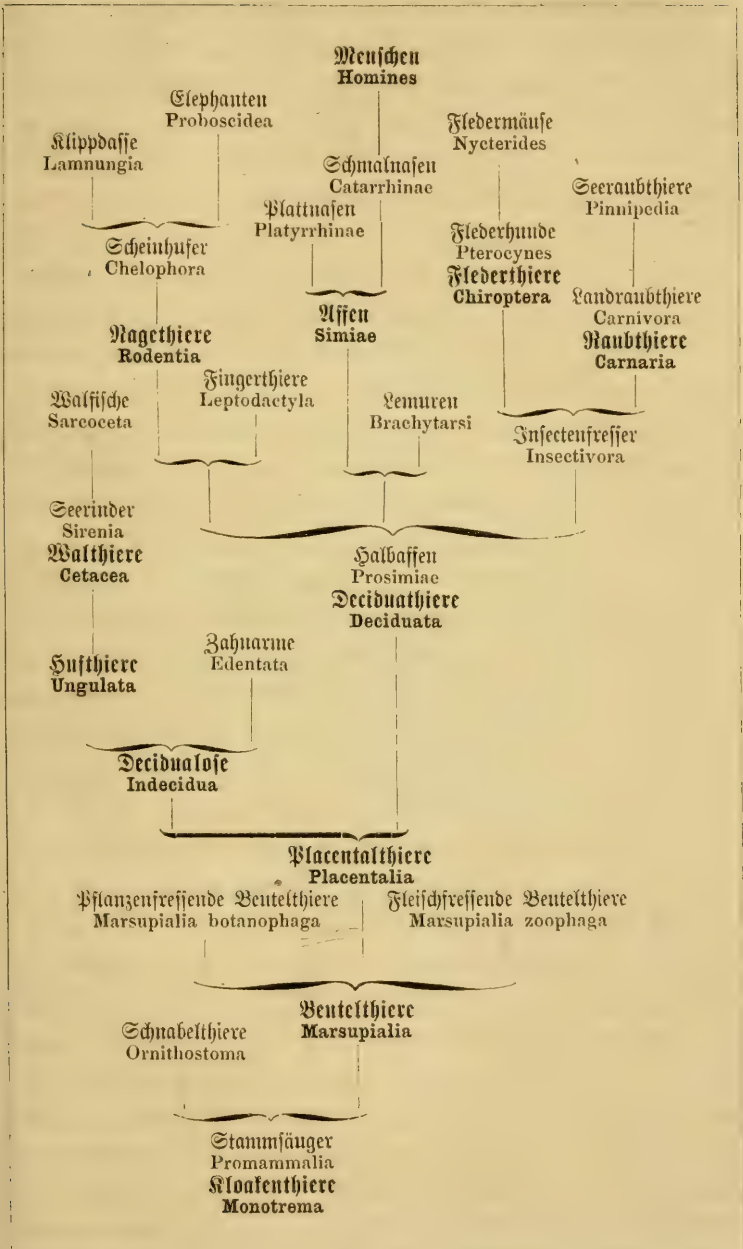 Menschen
Homines
Elephanten
Proboscidea
Klippdasse
Lamnungia
Fledermäuse
Nycterides
Schmalnasen
Catarrhinae
Seeraubthiere
Pinnipedia
Plattnasen
Platyrrhinae
Scheinhufer
Chelophora
Flederhunde
Pterocynes
Flederthiere
Chiroptera
Affen
Simiae
Landraubthiere
Carnivora
Raubthiere
Carnaria
Nagethiere
Rodentia
Fingerthiere
Leptodactyla
Walfische
Sarcoceta
Lemuren
Brachytarsi
Insectenfresser
Insectivora
Seerinder
Sirenia
Walthiere
Cetacea
Halbaffen
Prosimiae
Deciduathiere
Deciduata
Zahnarme
Edentata
Hufthiere
Ungulata
Decidualose
Indecidua
Placentalthiere
Placentalia
Pflanzenfressende Beutelthiere
Marsupialia botanophaga
Fleischfressende Beutelthiere
Marsupialia zoophaga
Beutelthiere
Marsupialia
Schnabelthiere
Ornithostoma
Stammsäuger
Promammalia
Kloakenthiere
Monotrema